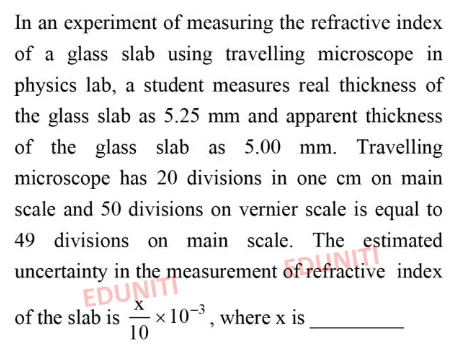 In an experiment of measuring the refractive index
of a glass slab using travelling microscope in
physics lab, a student measures real thickness of
the glass slab as 5.25 mm and apparent thickness
of the glass slab as 5.00 mm. Travelling
microscope has 20 divisions in one cm on main
scale and 50 divisions on vernier scale is equal to
49 divisions on main scale. The estimated
uncertainty in the measurement of refractive index
of the slab is x/10 × 10⁻³, where x is __________
EDUNITI
EDUNITI